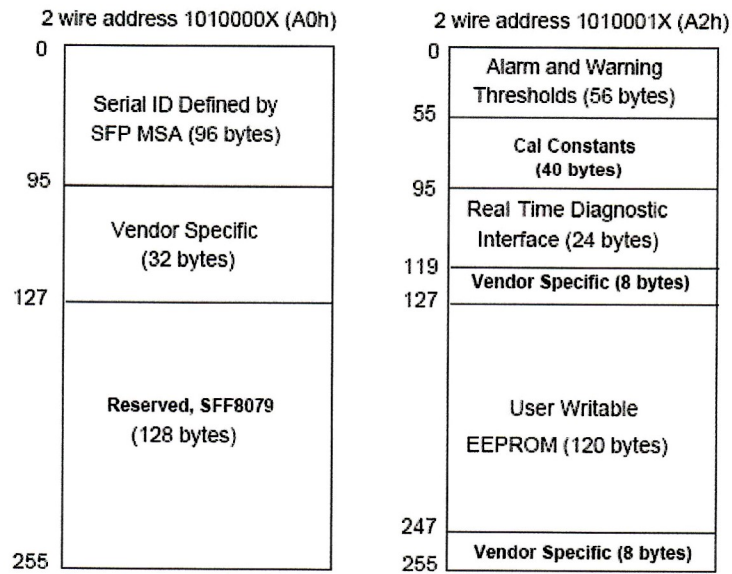 2 wire address 1010000X (A0h)
0
Serial ID Defined by
SFP MSA (96 bytes)
95
Vendor Specific
(32 bytes)
127
Reserved, SFF8079
(128 bytes)
255
2 wire address 1010001X (A2h)
0
Alarm and Warning
Thresholds (56 bytes)
55
Cal Constants
(40 bytes)
95
Real Time Diagnostic
Interface (24 bytes)
119
Vendor Specific (8 bytes)
127
User Writable
EEPROM (120 bytes)
247
Vendor Specific (8 bytes)
255